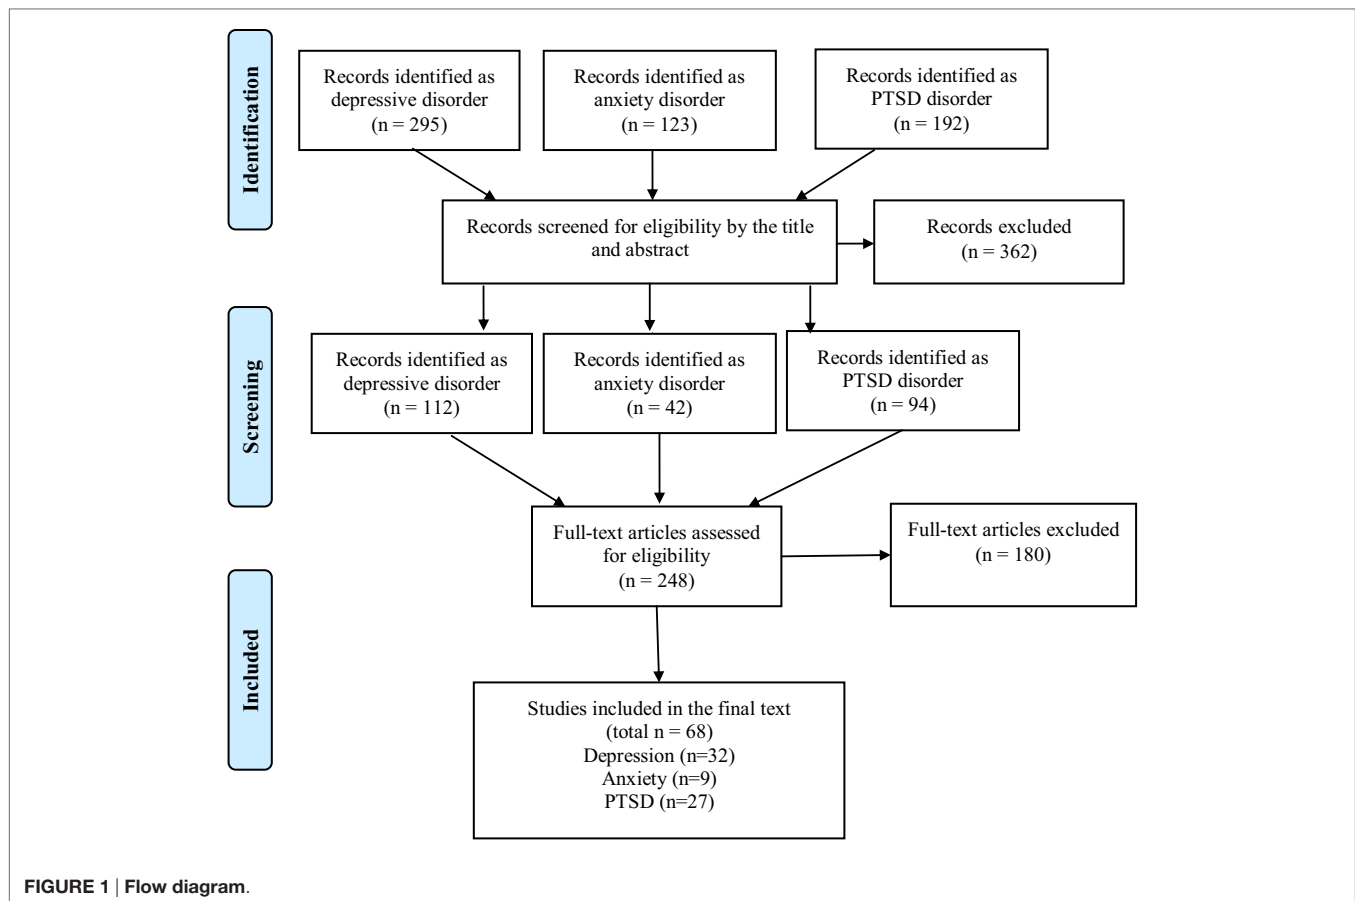 Identification
Records identified as
depressive disorder
(n = 295)
Records identified as
anxiety disorder
(n = 123)
Records identified as
PTSD disorder
(n = 192)
Records screened for eligibility by the title
and abstract
Records excluded
(n = 362)
Screening
Records identified as
depressive disorder
(n = 112)
Records identified as
anxiety disorder
(n = 42)
Records identified as
PTSD disorder
(n = 94)
Full-text articles assessed
for eligibility
(n = 248)
Full-text articles excluded
(n = 180)
Included
Studies included in the final text
(total n = 68)
Depression (n=32)
Anxiety (n=9)
PTSD (n=27)
FIGURE 1 | Flow diagram.